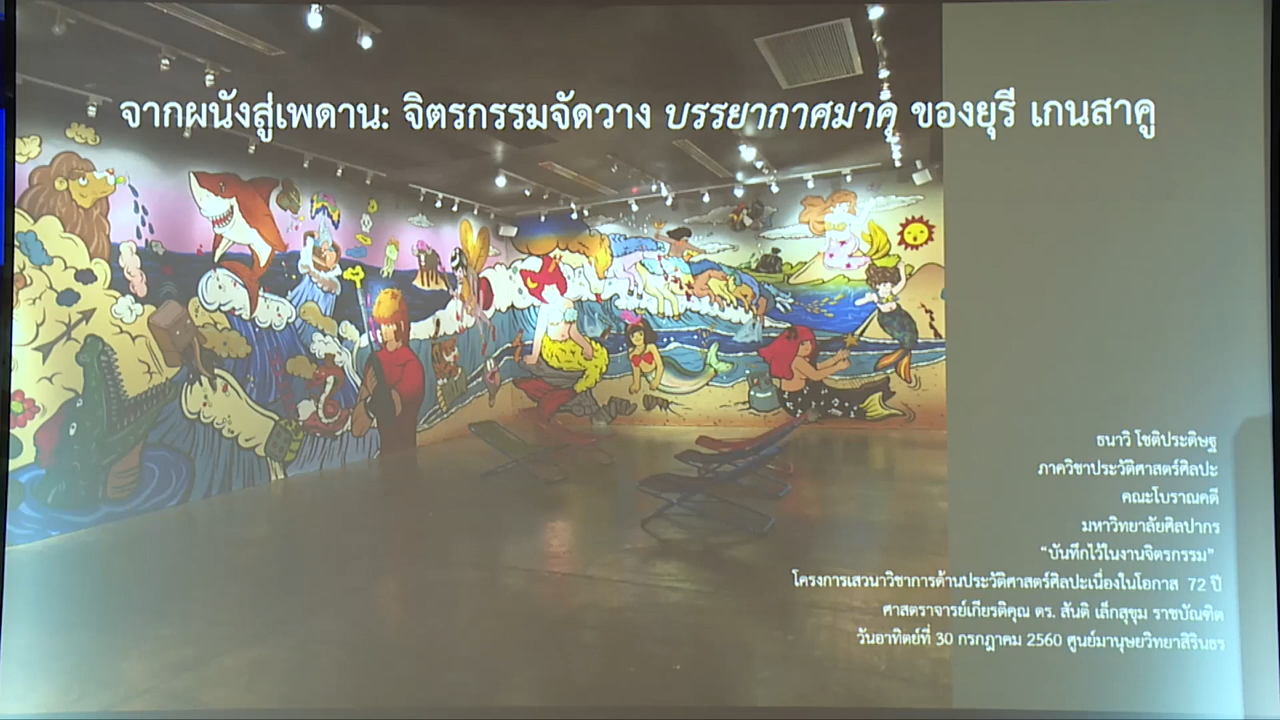 จากผนังสู่เพดาน: จิตรกรรมจัดวาง บรรยากาศมาคุ ของยุรี เกนสาคู
ธนาวิ โชติประดิษฐ
ภาควิชาประวัติศาสตร์ศิลปะ
คณะโบราณคดี
มหาวิทยาลัยศิลปากร
“บันทึกไว้ในงานจิตรกรรม”
โครงการเสวนาวิชาการด้านประวัติศาสตร์ศิลปะเนื่องในโอกาส 72 ปี
ศาสตราจารย์เกียรติคุณ ดร. สันติ เล็กสุขุม ราชบัณฑิต
วันอาทิตย์ที่ 30 กรกฎาคม 2560 ศูนย์มานุษยวิทยาสิรินธร